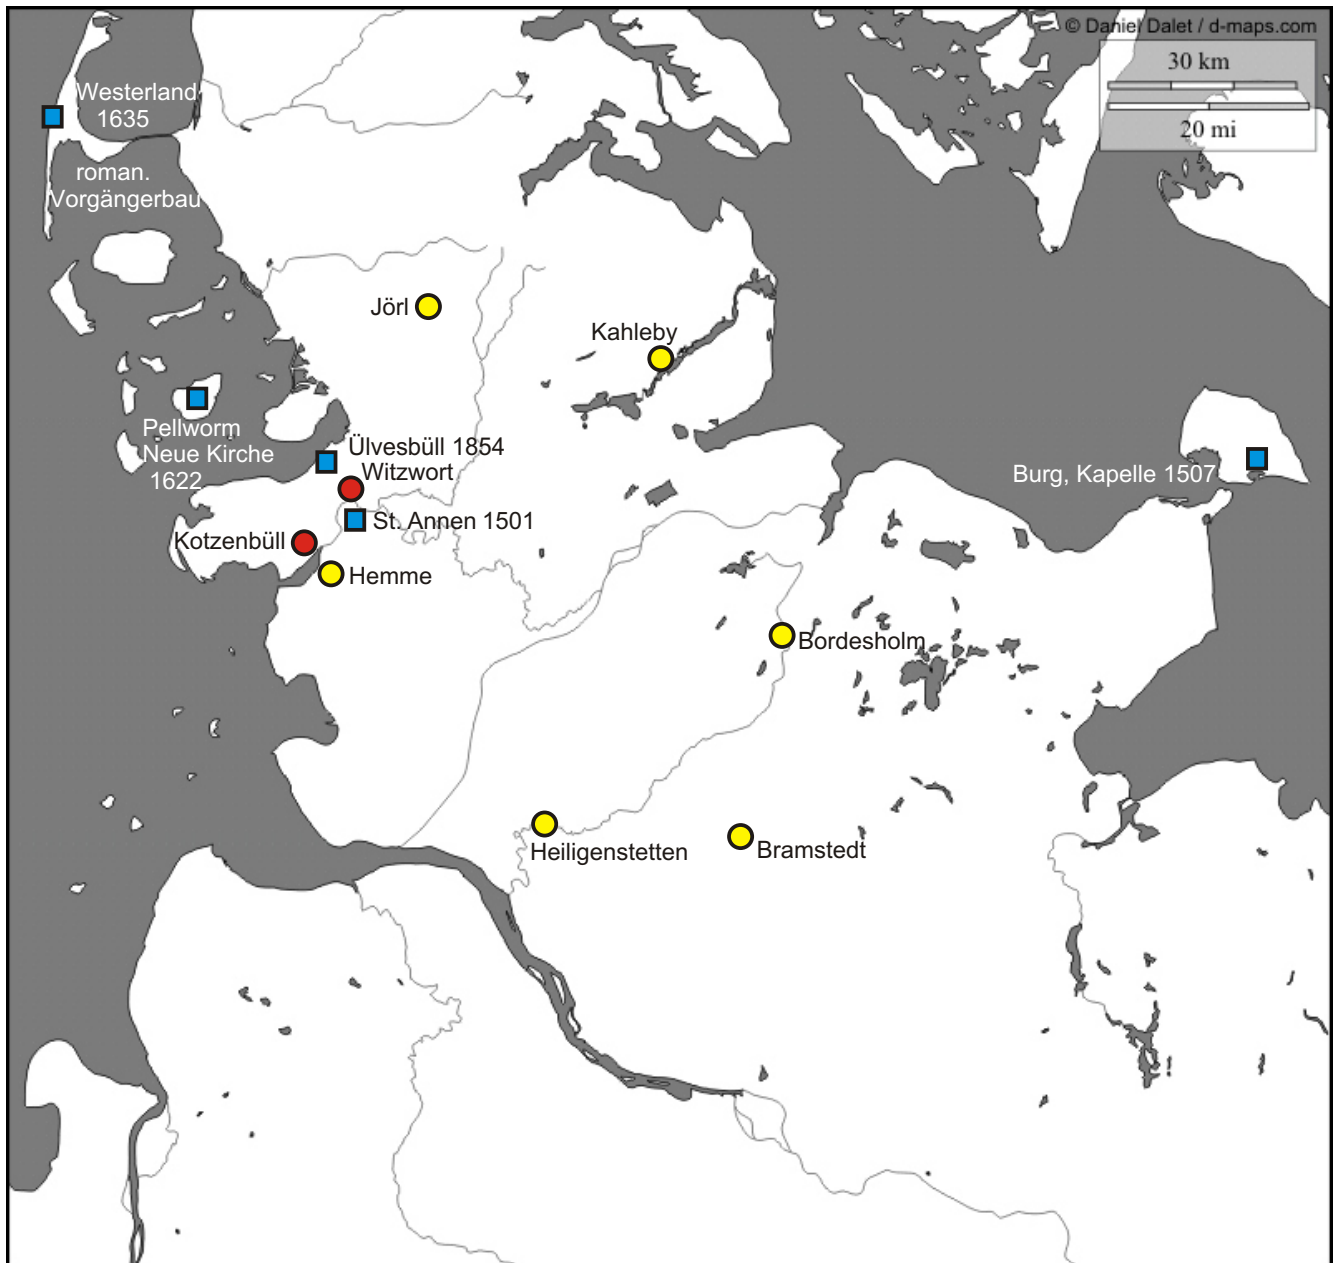 © Daniel Dalet / d-maps.com
30 km
20 mi
Westerland
1635
roman.
Vorgängerbau
Jörl
Kahleby
Pellworm
Neue Kirche
1622
Ülvesbüll 1854
Witzwort
Burg, Kapelle 1507
St. Annen 1501
Kotzenbüll
Hemme
Bordesholm
Heiligenstetten
Bramstedt